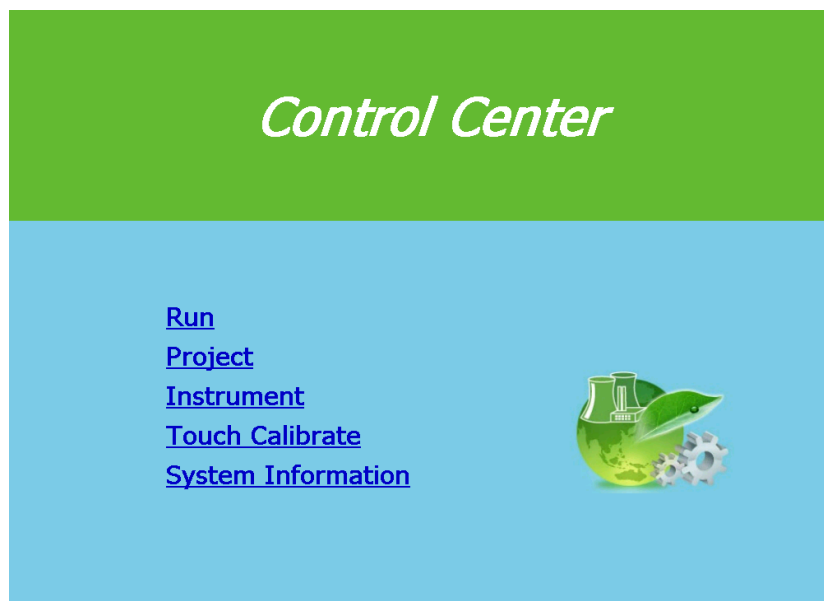 Control Center
Run
Project
Instrument
Touch Calibrate
System Information